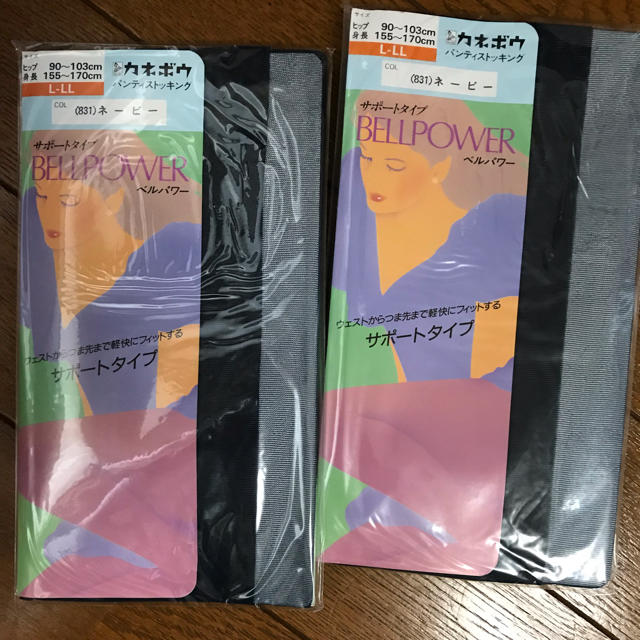 サイズ
ヒップ 90～103cm
身長 155～170cm
L-LL
カネボウ
パンティストッキング
COL
(831)ネービー
サポートタイプ
BELLPOWER
ベルパワー
ウェストからつま先まで軽快にフィットする
サポートタイプ
サイズ
ヒップ 90～103cm
身長 155～170cm
L-LL
カネボウ
パンティストッキング
COL
(831)ネービー
サポートタイプ
BELLPOWER
ベルパワー
ウェストからつま先まで軽快にフィットする
サポートタイプ